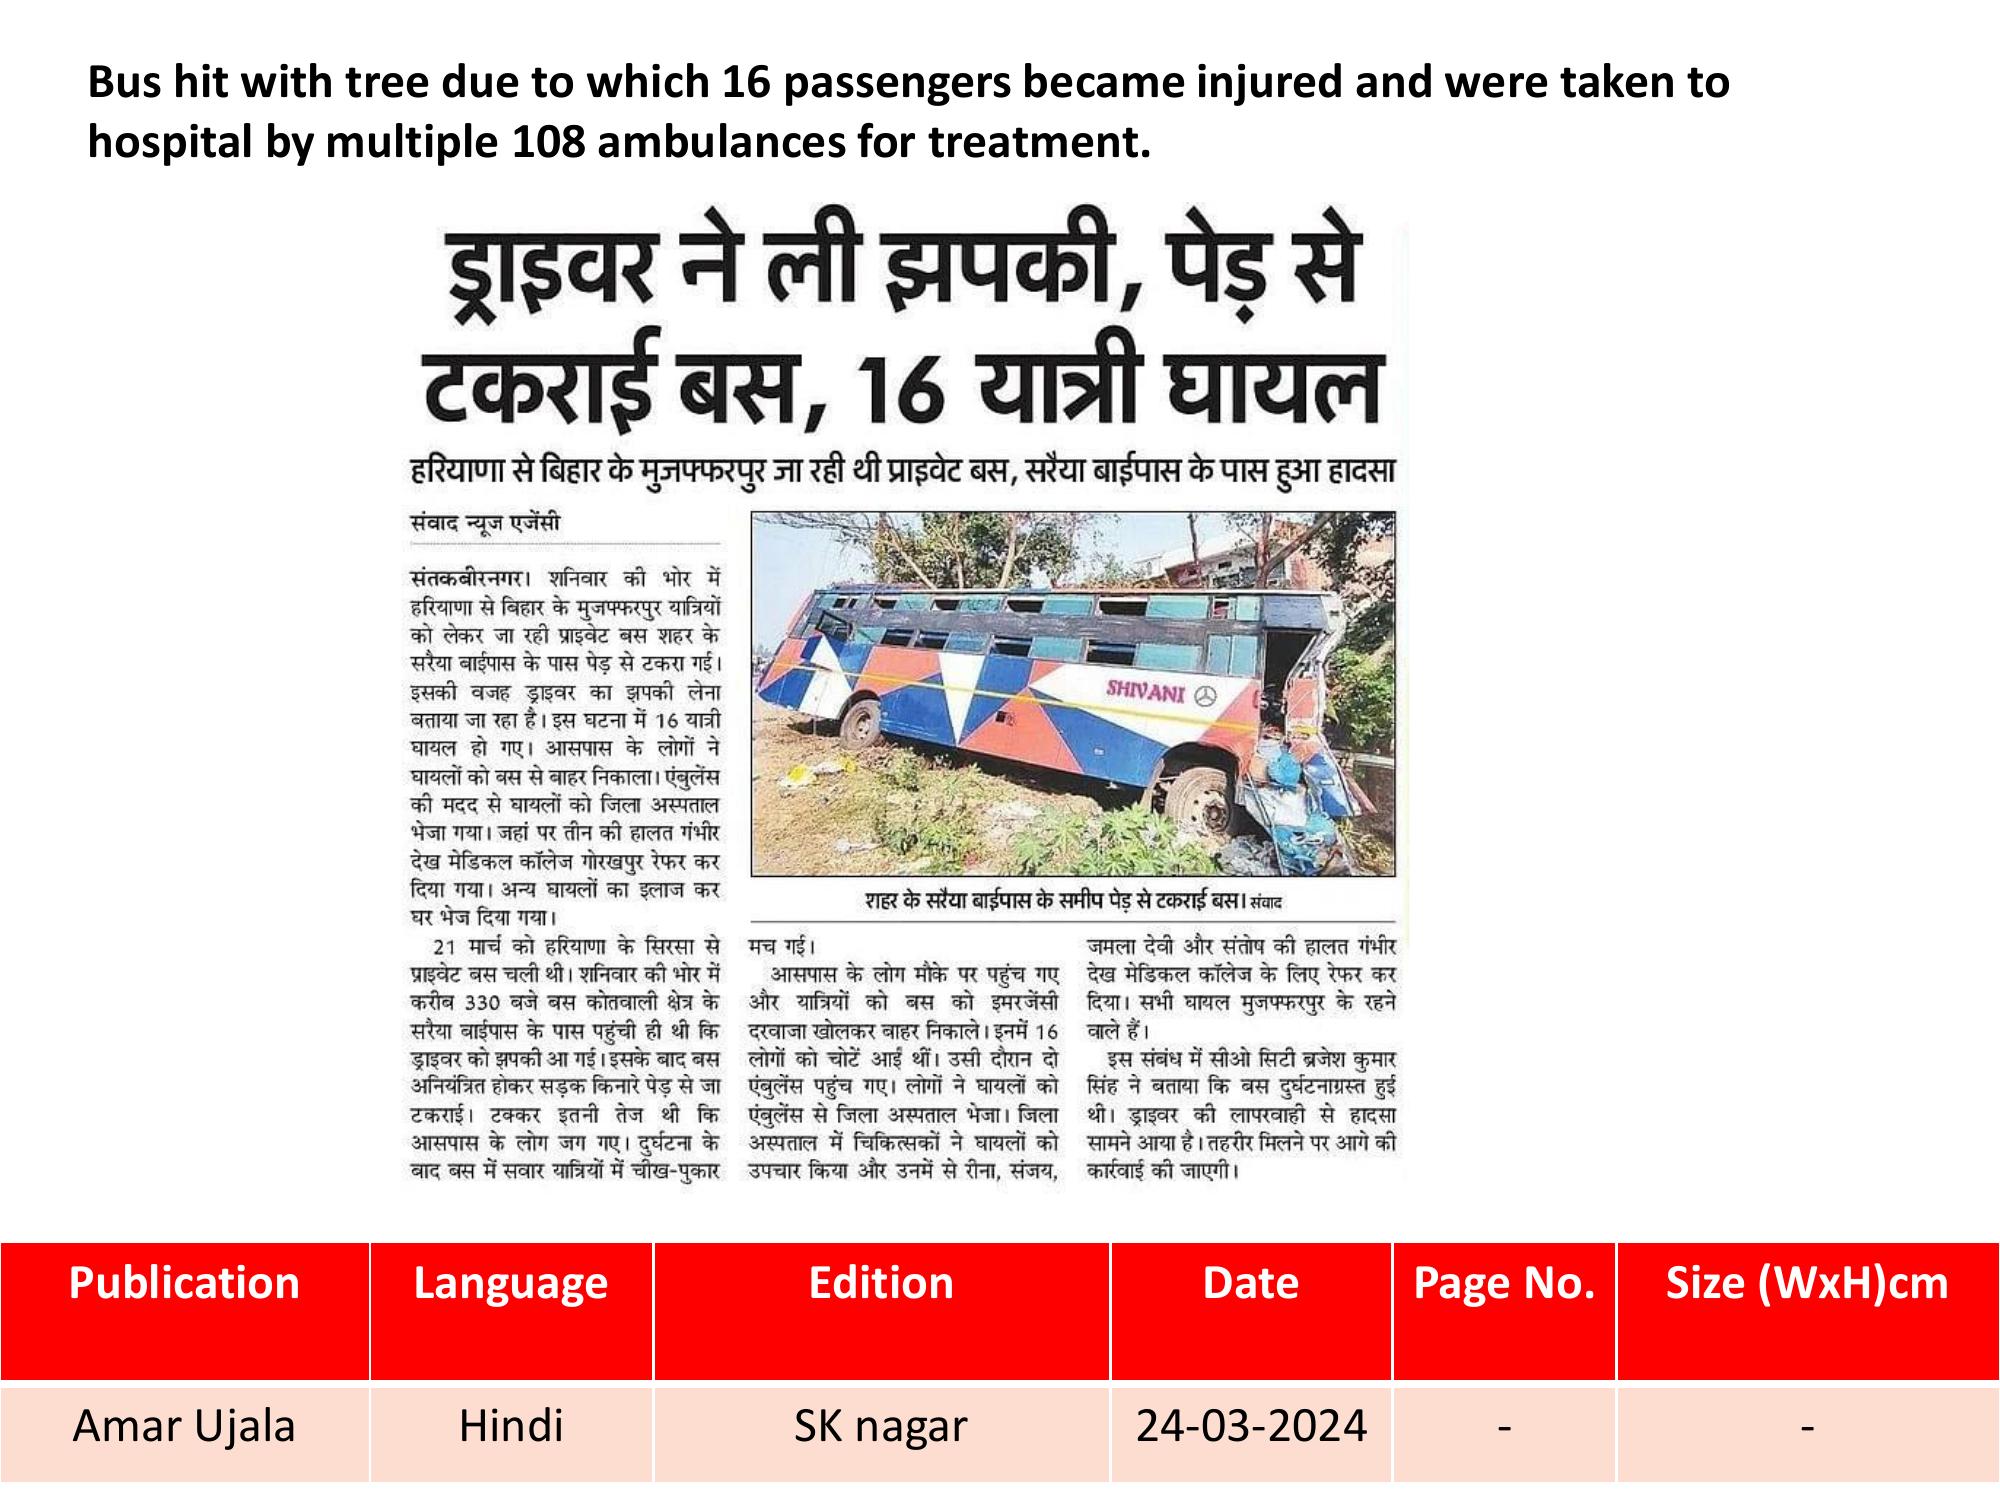 Bus hit with tree due to which 16 passengers became injured and were taken to
hospital by multiple 108 ambulances for treatment.
ड्राइवर ने ली झपकी, पेड़ से
टकराई बस, 16 यात्री घायल
हरियाणा से बिहार के मुजफ्फरपुर जा रही थी प्राइवेट बस, सरैया बाईपास के पास हुआ हादसा
संवाद न्यूज एजेंसी
संतकबीरनगर। शनिवार की भोर में
हरियाणा से बिहार के मुजफ्फरपुर यात्रियों
को लेकर जा रही प्राइवेट बस शहर के
सरैया बाईपास के पास पेड़ से टकरा गई।
इसकी वजह ड्राइवर का झपकी लेना
बताया जा रहा है। इस घटना में 16 यात्री
घायल हो गए। आसपास के लोगों ने
घायलों को बस से बाहर निकाला। एंबुलेंस
की मदद से घायलों को जिला अस्पताल
भेजा गया। जहां पर तीन की हालत गंभीर
देख मेडिकल कॉलेज गोरखपुर रेफर कर
दिया गया। अन्य घायलों का इलाज कर
घर भेज दिया गया।
21 मार्च को हरियाणा के सिरसा से
प्राइवेट बस चली थी। शनिवार की भोर में
करीब 330 बजे बस कोतवाली क्षेत्र के
सरैया बाईपास के पास पहुंची ही थी कि
ड्राइवर को झपकी आ गई। इसके बाद बस
अनियंत्रित होकर सड़क किनारे पेड़ से जा
टकराई। टक्कर इतनी तेज थी कि
आसपास के लोग जग गए। दुर्घटना के
बाद बस में सवार यात्रियों में चीख-पुकार
SHIVANI
शहर के सरैया बाईपास के समीप पेड़ से टकराई बस। संवाद
मच गई।
आसपास के लोग मौके पर पहुंच गए
और यात्रियों को बस को इमरजेंसी
दरवाजा खोलकर बाहर निकाले। इनमें 16
लोगों को चोटें आईं थीं। उसी दौरान दो
एंबुलेंस पहुंच गए। लोगों ने घायलों को
एंबुलेंस से जिला अस्पताल भेजा। जिला
अस्पताल में चिकित्सकों ने घायलों को
उपचार किया और उनमें से रीना, संजय,
जमला देवी और संतोष की हालत गंभीर
देख मेडिकल कॉलेज के लिए रेफर कर
दिया। सभी घायल मुजफ्फरपुर के रहने
वाले हैं।
इस संबंध में सीओ सिटी ब्रजेश कुमार
सिंह ने बताया कि बस दुर्घटनाग्रस्त हुई
थी। ड्राइवर की लापरवाही से हादसा
सामने आया है। तहरीर मिलने पर आगे की
कार्रवाई की जाएगी।
Publication Language Edition Date Page No. Size (WxH)cm
Amar Ujala Hindi SK nagar 24-03-2024 - -